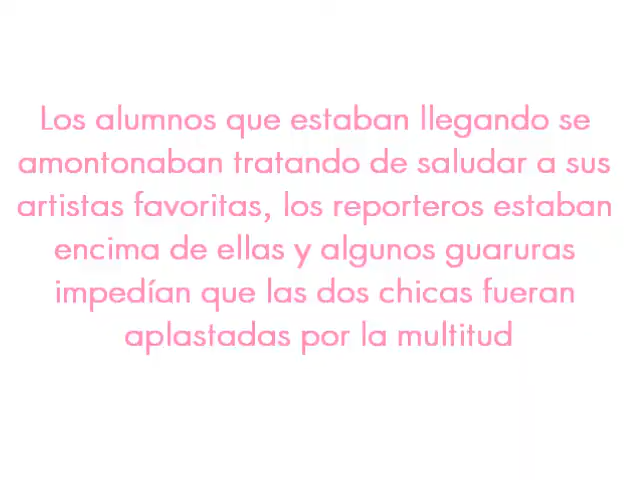 Los alumnos que estaban llegando se
amontonaban tratando de saludar a sus
artistas favoritas, los reporteros estaban
encima de ellas y algunos guaruras
impedían que las dos chicas fueran
aplastadas por la multitud